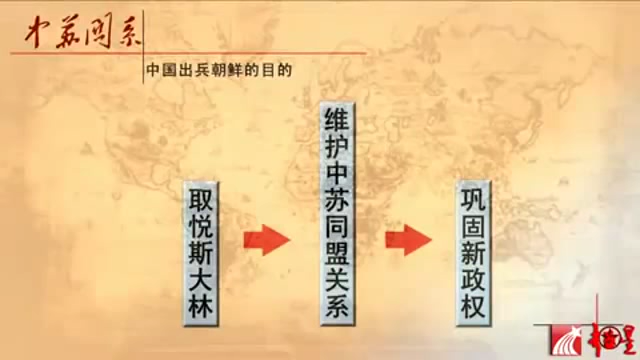 中苏关系
中国出兵朝鲜的目的
取悦斯大林
维护中苏同盟关系
巩固新政权